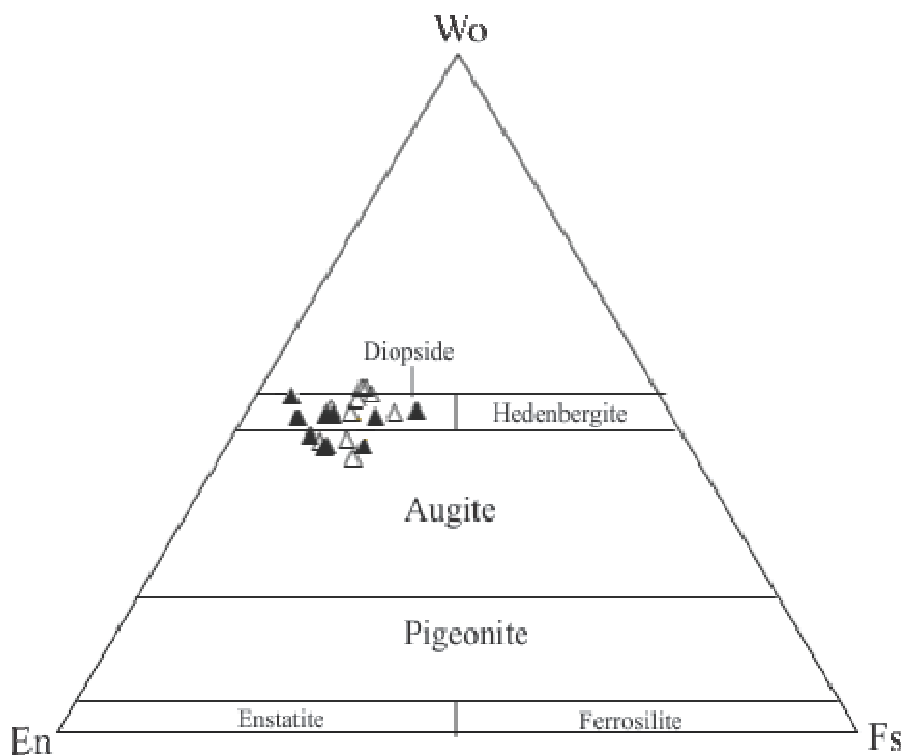 Wo
Diopside
Hedenbergite
Augite
Pigeonite
Enstatite
Ferrosilite
En
Fs